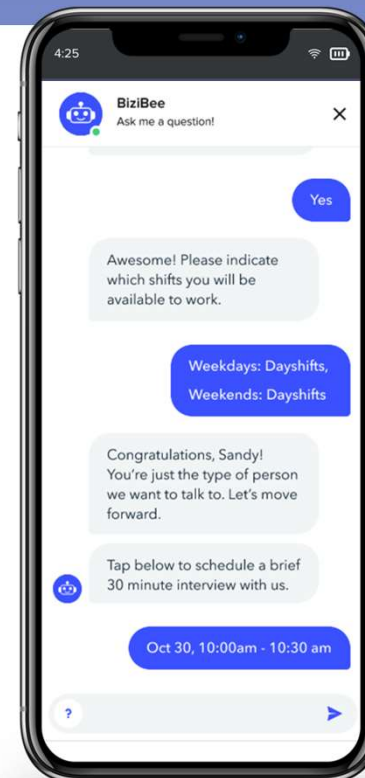 4:25
BiziBee
Ask me a question!
Yes
Awesome! Please indicate
which shifts you will be
available to work.
Weekdays: Dayshifts,
Weekends: Dayshifts
Congratulations, Sandy!
You're just the type of person
we want to talk to. Let's move
forward.
Tap below to schedule a brief
30 minute interview with us.
Oct 30, 10:00am - 10:30 am
?